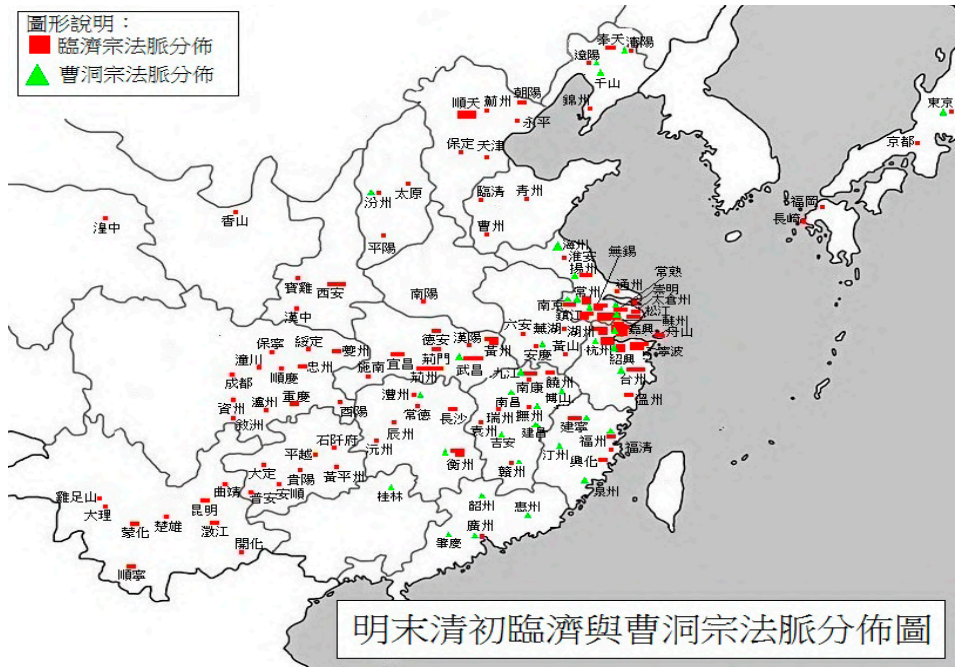 圖形說明：
臨濟宗法脈分佈
曹洞宗法脈分佈
奉天
瀋陽
遼陽
千山
錦州
朝陽
薊州
順天
永平
保定
天津
東京
京都
福岡
長崎
太原
汾州
平陽
臨清
青州
曹州
湟中
香山
寶雞
西安
漢中
南陽
海州
淮安
揚州
無錫
通州
常熟
崇明
太倉州
松江
蘇州
舟山
常州
南京
鎮江
嘉興
湖州
杭州
紹興
寧波
台州
溫州
六安
蕪湖
安慶
黃山
德安
漢陽
黃州
武昌
荊門
荊州
宜昌
施南
保寧
綏定
夔州
潼川
順慶
忠州
成都
重慶
資州
瀘州
敘洲
酉陽
澧州
常德
長沙
辰州
沅州
衡州
九江
南康
饒州
南昌
博山
瑞州
撫州
袁州
建昌
吉安
贛州
建寧
汀州
福州
福清
興化
泉州
石阡府
平越
大定
貴陽
黃平州
普安
安順
曲靖
雞足山
大理
昆明
蒙化
楚雄
澂江
開化
順寧
桂林
韶州
惠州
廣州
肇慶
明末清初臨濟與曹洞宗法脈分佈圖